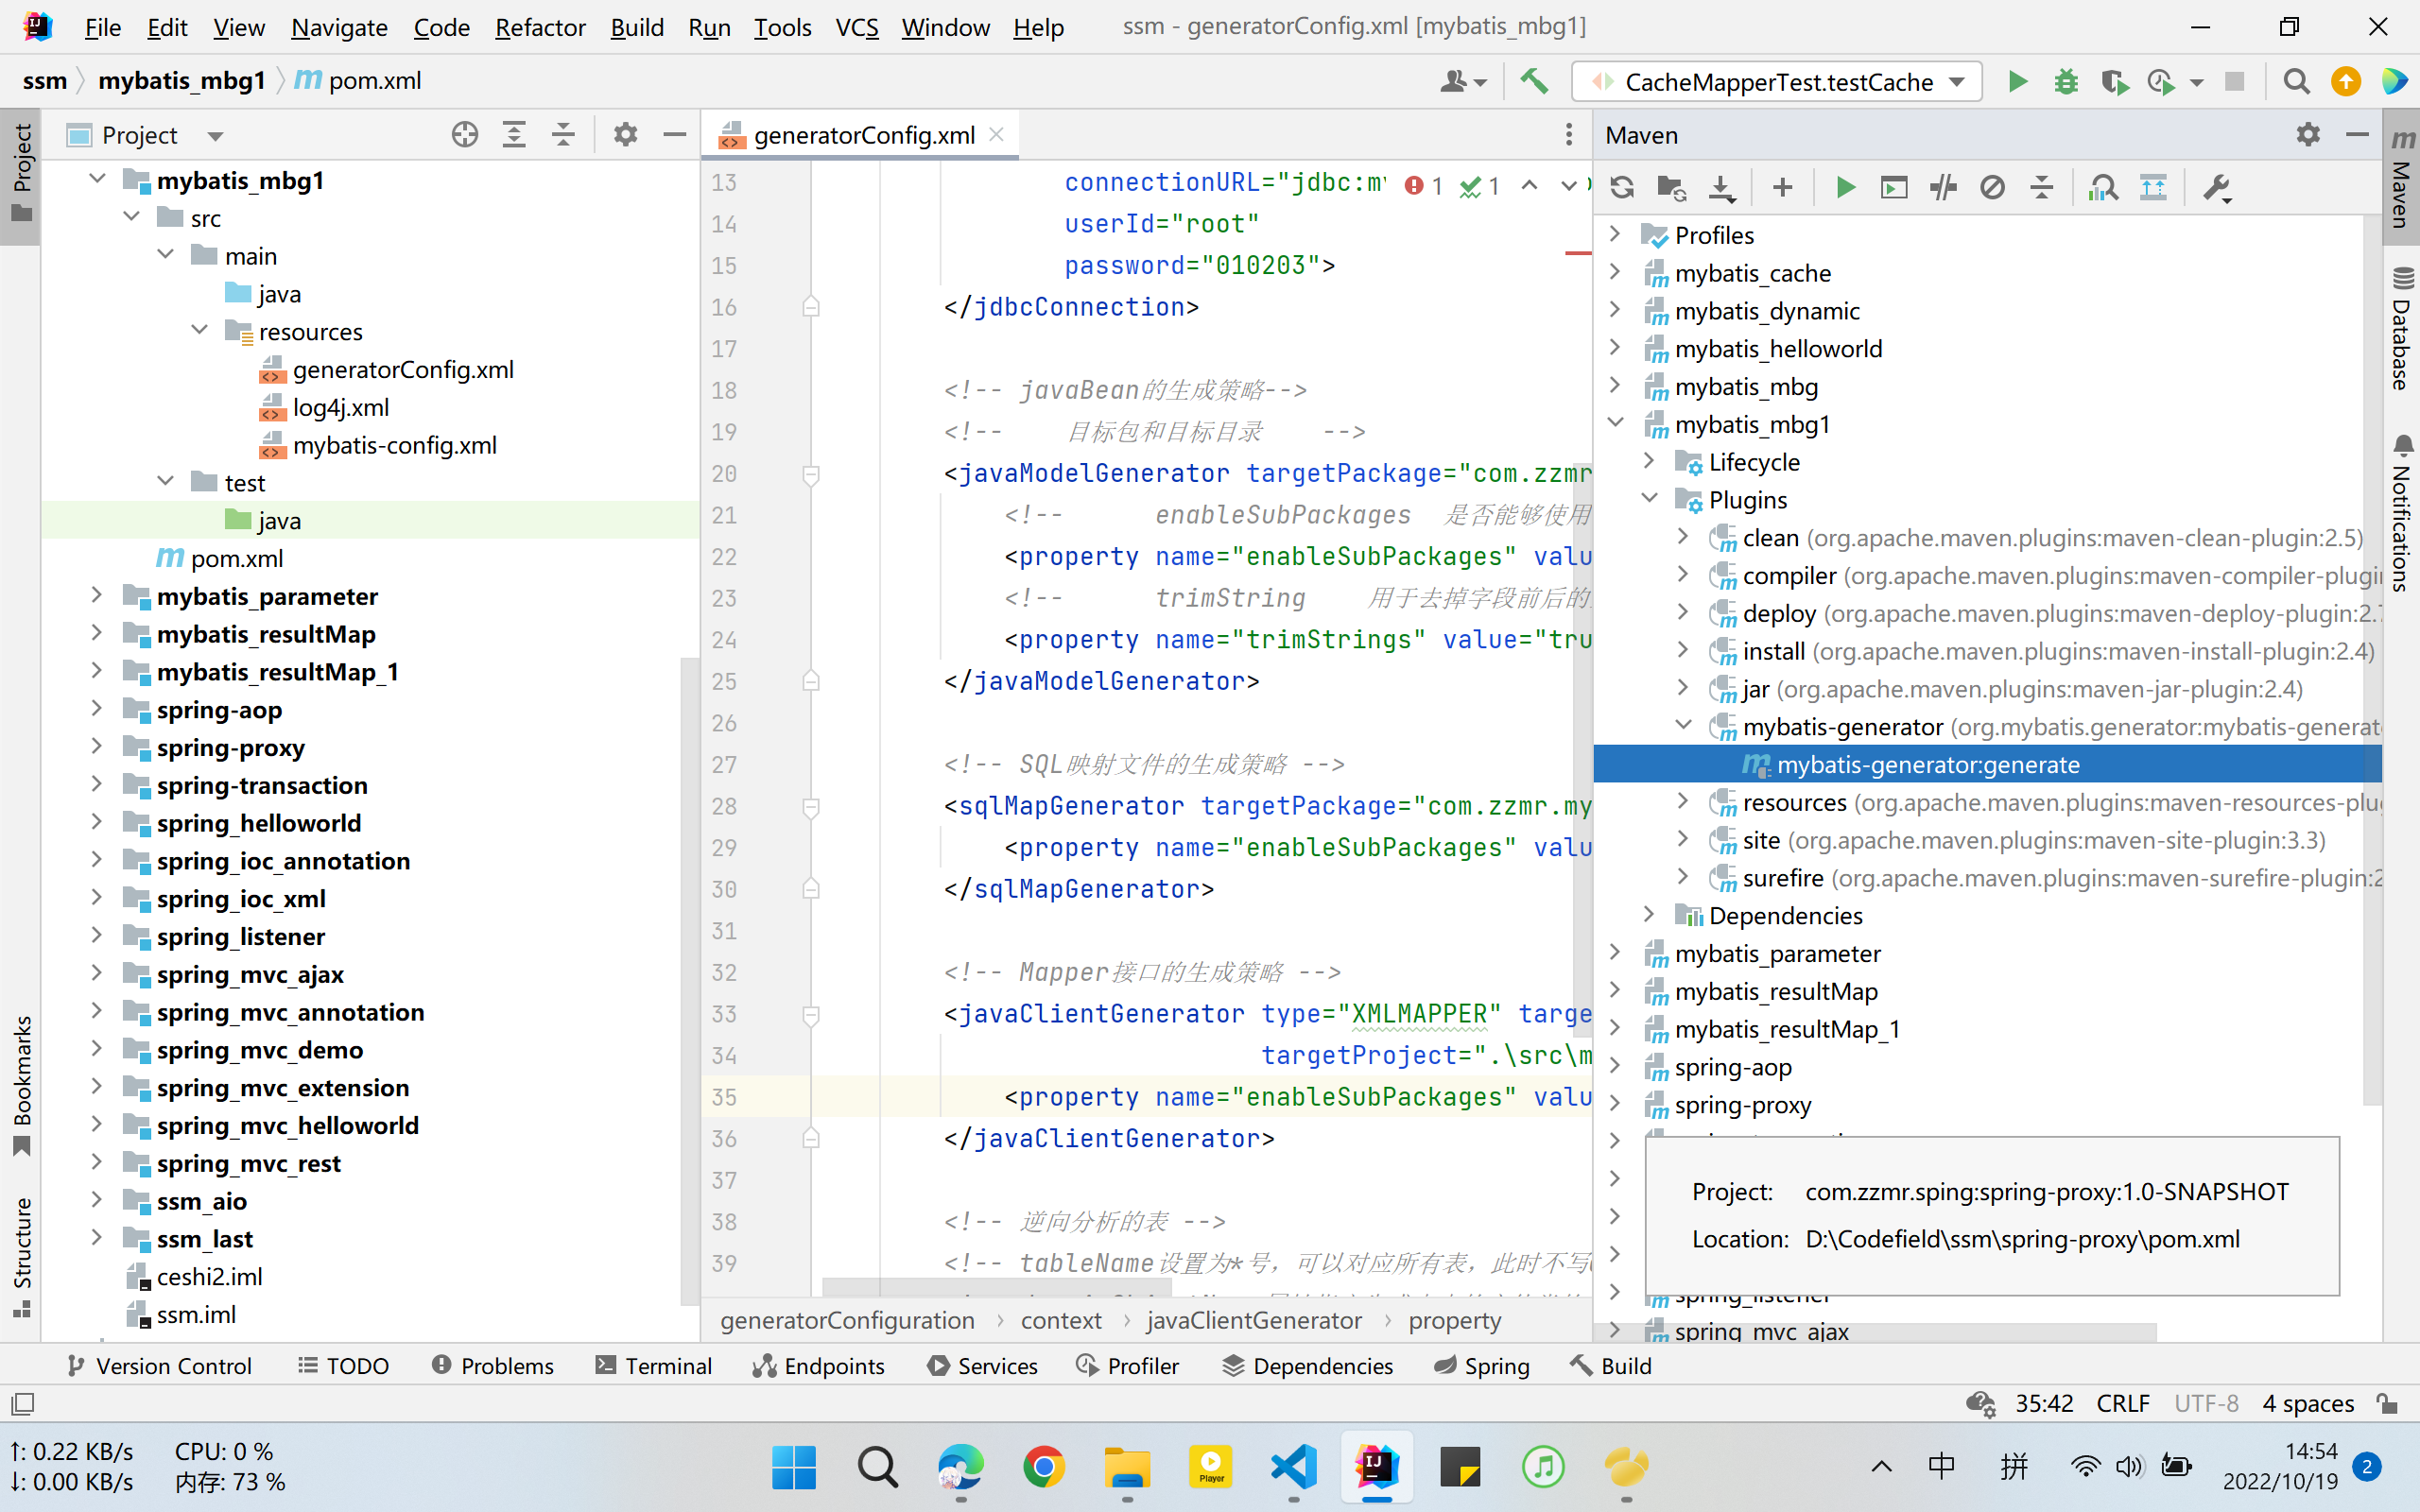 File Edit View Navigate Code Refactor Build Run Tools VCS Window Help ssm - generatorConfig.xml [mybatis_mbg1]
ssm mybatis_mbg1 pom.xml CacheMapperTest.testCache
Project
Project
mybatis_mbg1
src
main
java
resources
generatorConfig.xml
log4j.xml
mybatis-config.xml
test
java
pom.xml
mybatis_parameter
mybatis_resultMap
mybatis_resultMap_1
spring-aop
spring-proxy
spring-transaction
spring_helloworld
spring_ioc_annotation
spring_ioc_xml
spring_listener
spring_mvc_ajax
spring_mvc_annotation
spring_mvc_demo
spring_mvc_extension
spring_mvc_helloworld
spring_mvc_rest
ssm_aio
ssm_last
ceshi2.iml
ssm.iml
Bookmarks
Structure
generatorConfig.xml
1 1
13 connectionURL="jdbc:my
14 userId="root"
15 password="010203">
16 </jdbcConnection>
17
18 <!-- javaBean的生成策略-->
19 <!-- 目标包和目标目录 -->
20 <javaModelGenerator targetPackage="com.zzmr
21 <!-- enableSubPackages 是否能够使用
22 <property name="enableSubPackages" valu
23 <!-- trimString 用于去掉字段前后的
24 <property name="trimStrings" value="tru
25 </javaModelGenerator>
26
27 <!-- SQL映射文件的生成策略 -->
28 <sqlMapGenerator targetPackage="com.zzmr.my
29 <property name="enableSubPackages" valu
30 </sqlMapGenerator>
31
32 <!-- Mapper接口的生成策略 -->
33 <javaClientGenerator type="XMLMAPPER" targe
34 targetProject=".\src\m
35 <property name="enableSubPackages" valu
36 </javaClientGenerator>
37
38 <!-- 逆向分析的表 -->
39 <!-- tableName设置为*号，可以对应所有表，此时不写
generatorConfiguration context javaClientGenerator property
Maven
Profiles
mybatis_cache
mybatis_dynamic
mybatis_helloworld
mybatis_mbg
mybatis_mbg1
Lifecycle
Plugins
clean (org.apache.maven.plugins:maven-clean-plugin:2.5)
compiler (org.apache.maven.plugins:maven-compiler-plugi
deploy (org.apache.maven.plugins:maven-deploy-plugin:2.7
install (org.apache.maven.plugins:maven-install-plugin:2.4)
jar (org.apache.maven.plugins:maven-jar-plugin:2.4)
mybatis-generator (org.mybatis.generator:mybatis-generat
mybatis-generator:generate
resources (org.apache.maven.plugins:maven-resources-plu
site (org.apache.maven.plugins:maven-site-plugin:3.3)
surefire (org.apache.maven.plugins:maven-surefire-plugin:2
Dependencies
mybatis_parameter
mybatis_resultMap
mybatis_resultMap_1
spring-aop
spring-proxy
Project: com.zzmr.sping:spring-proxy:1.0-SNAPSHOT
Location: D:\Codefield\ssm\spring-proxy\pom.xml
spring_listener
spring_mvc_ajax
Maven
Database
Notifications
Version Control TODO Problems Terminal Endpoints Services Profiler Dependencies Spring Build
35:42 CRLF UTF-8 4 spaces
↑: 0.22 KB/s CPU: 0 %
↓: 0.00 KB/s 内存: 73 %
Player
中 拼
14:54
2022/10/19 2